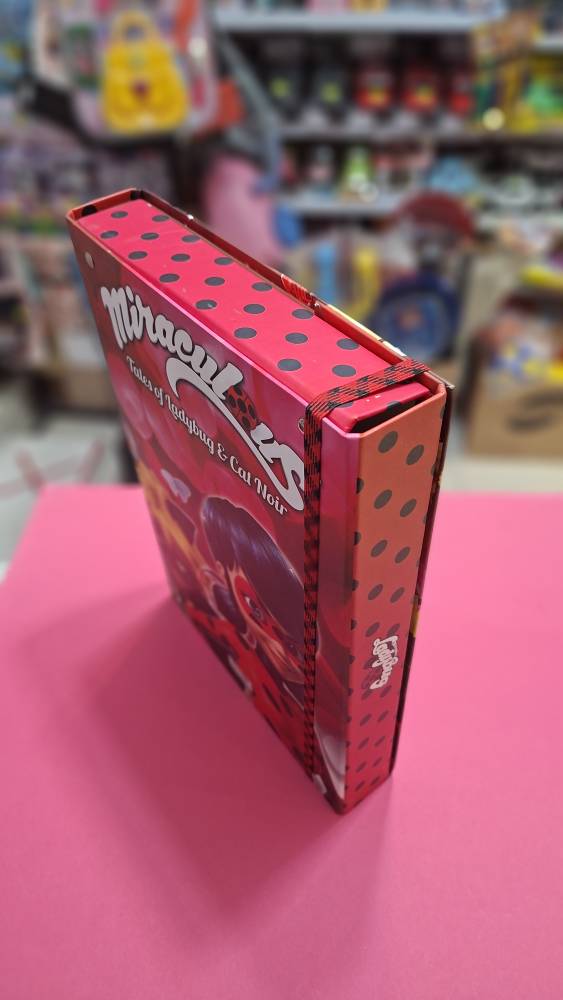 Miraculous
Tales of Ladybug & Cat Noir
Ladybug